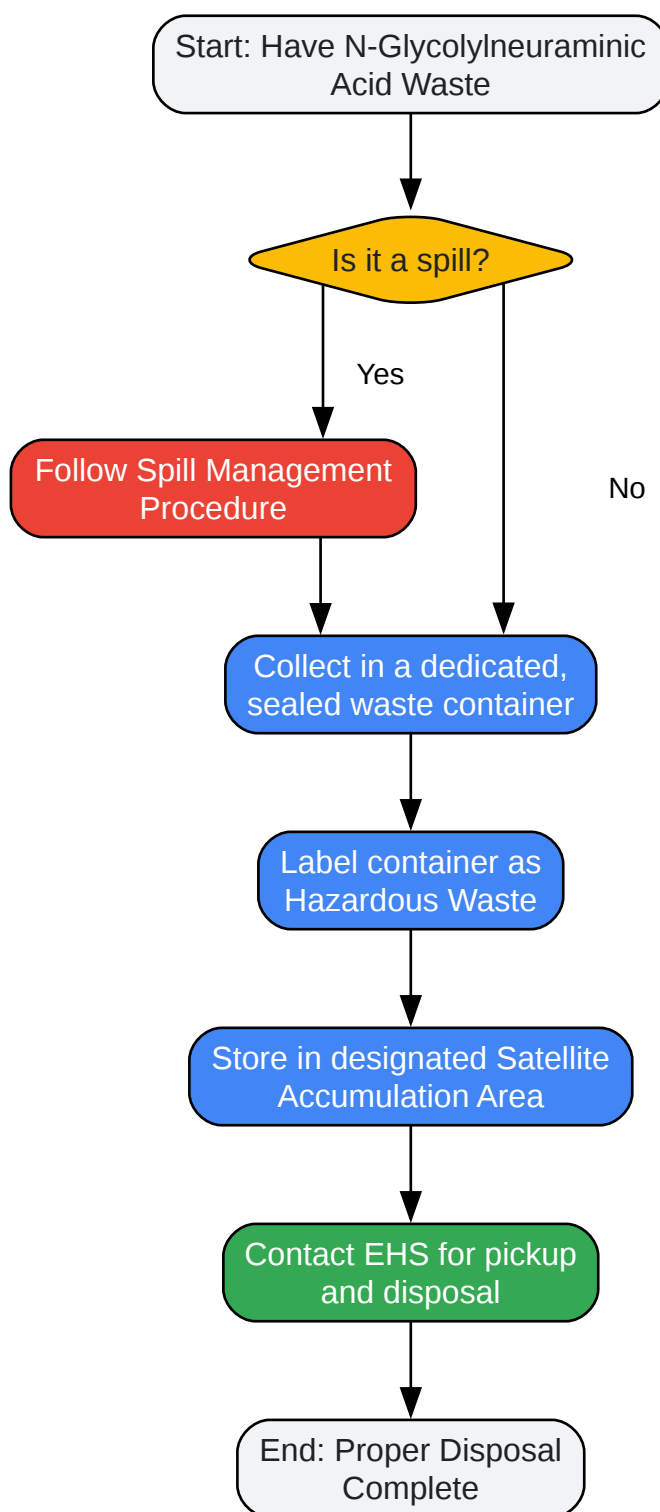 Start: Have N-Glycolylneuraminic
Acid Waste
Is it a spill?
Yes
Follow Spill Management
Procedure
No
Collect in a dedicated,
sealed waste container
Label container as
Hazardous Waste
Store in designated Satellite
Accumulation Area
Contact EHS for pickup
and disposal
End: Proper Disposal
Complete